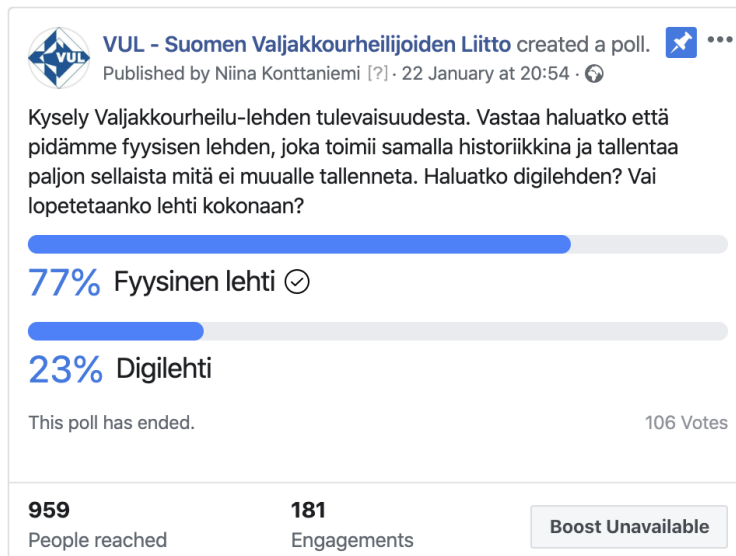 VUL
VUL - Suomen Valjakkourheilijoiden Liitto created a poll.
Published by Niina Konttaniemi [?] · 22 January at 20:54 ·
Kysely Valjakkourheilu-lehden tulevaisuudesta. Vastaa haluatko että
pidämme fyysisen lehden, joka toimii samalla historiikkina ja tallentaa
paljon sellaista mitä ei muualle tallenneta. Haluatko digilehden? Vai
lopetetaanko lehti kokonaan?
77% Fyysinen lehti
23% Digilehti
This poll has ended. 106 Votes
959 181
People reached Engagements Boost Unavailable